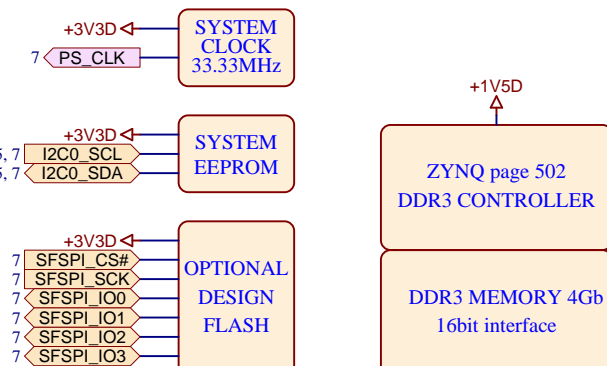 +3V3D
SYSTEM
CLOCK
33.33MHz
7 PS_CLK
+1V5D
+3V3D
SYSTEM
EEPROM
5, 7 I2C0_SCL
5, 7 I2C0_SDA
ZYNQ page 502
DDR3 CONTROLLER
+3V3D
7 SFSPI_CS#
7 SFSPI_SCK
7 SFSPI_IO0
7 SFSPI_IO1
7 SFSPI_IO2
7 SFSPI_IO3
OPTIONAL
DESIGN
FLASH
DDR3 MEMORY 4Gb
16bit interface